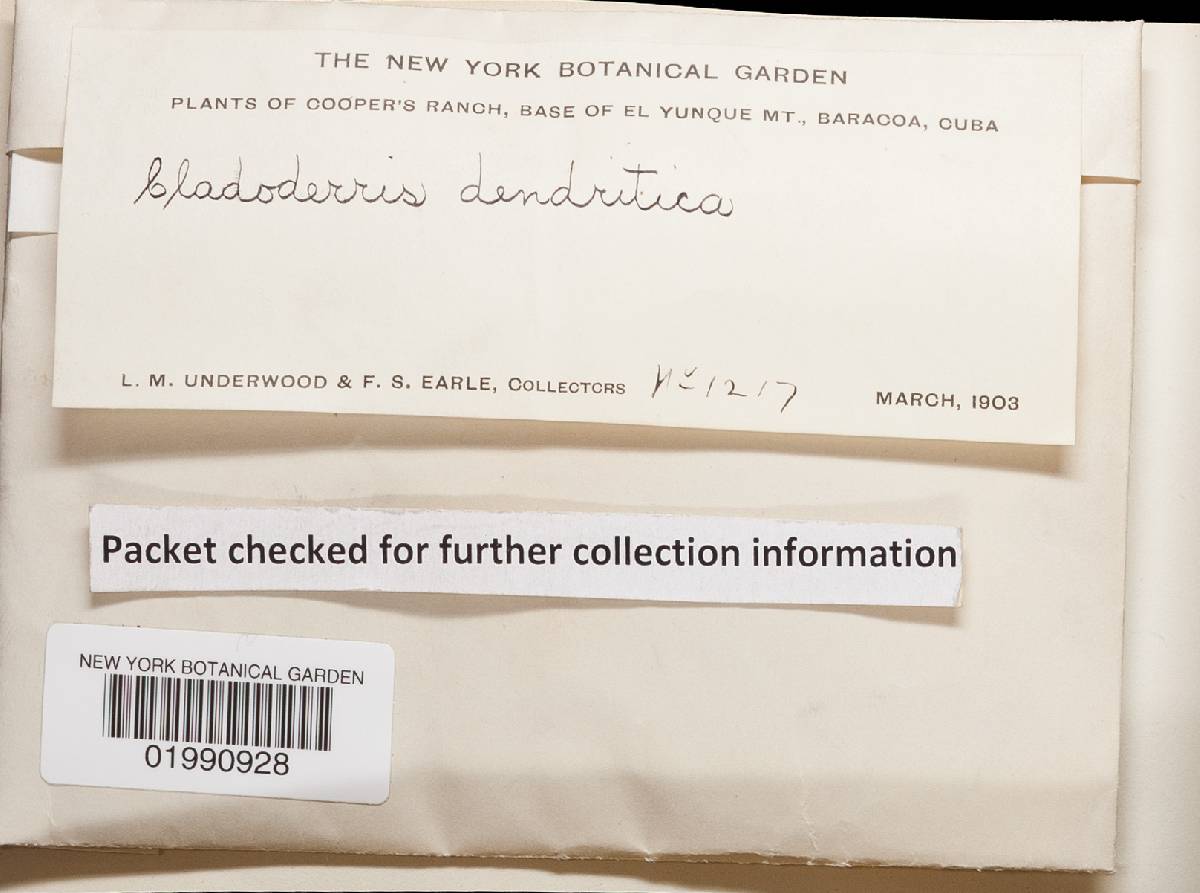 THE NEW YORK BOTANICAL GARDEN
PLANTS OF COOPER'S RANCH, BASE OF EL YUNQUE MT., BARACOA, CUBA
Cladoderris dendritica
L. M. UNDERWOOD & F. S. EARLE, COLLECTORS No 1217 MARCH, 1903
Packet checked for further collection information
NEW YORK BOTANICAL GARDEN
01990928